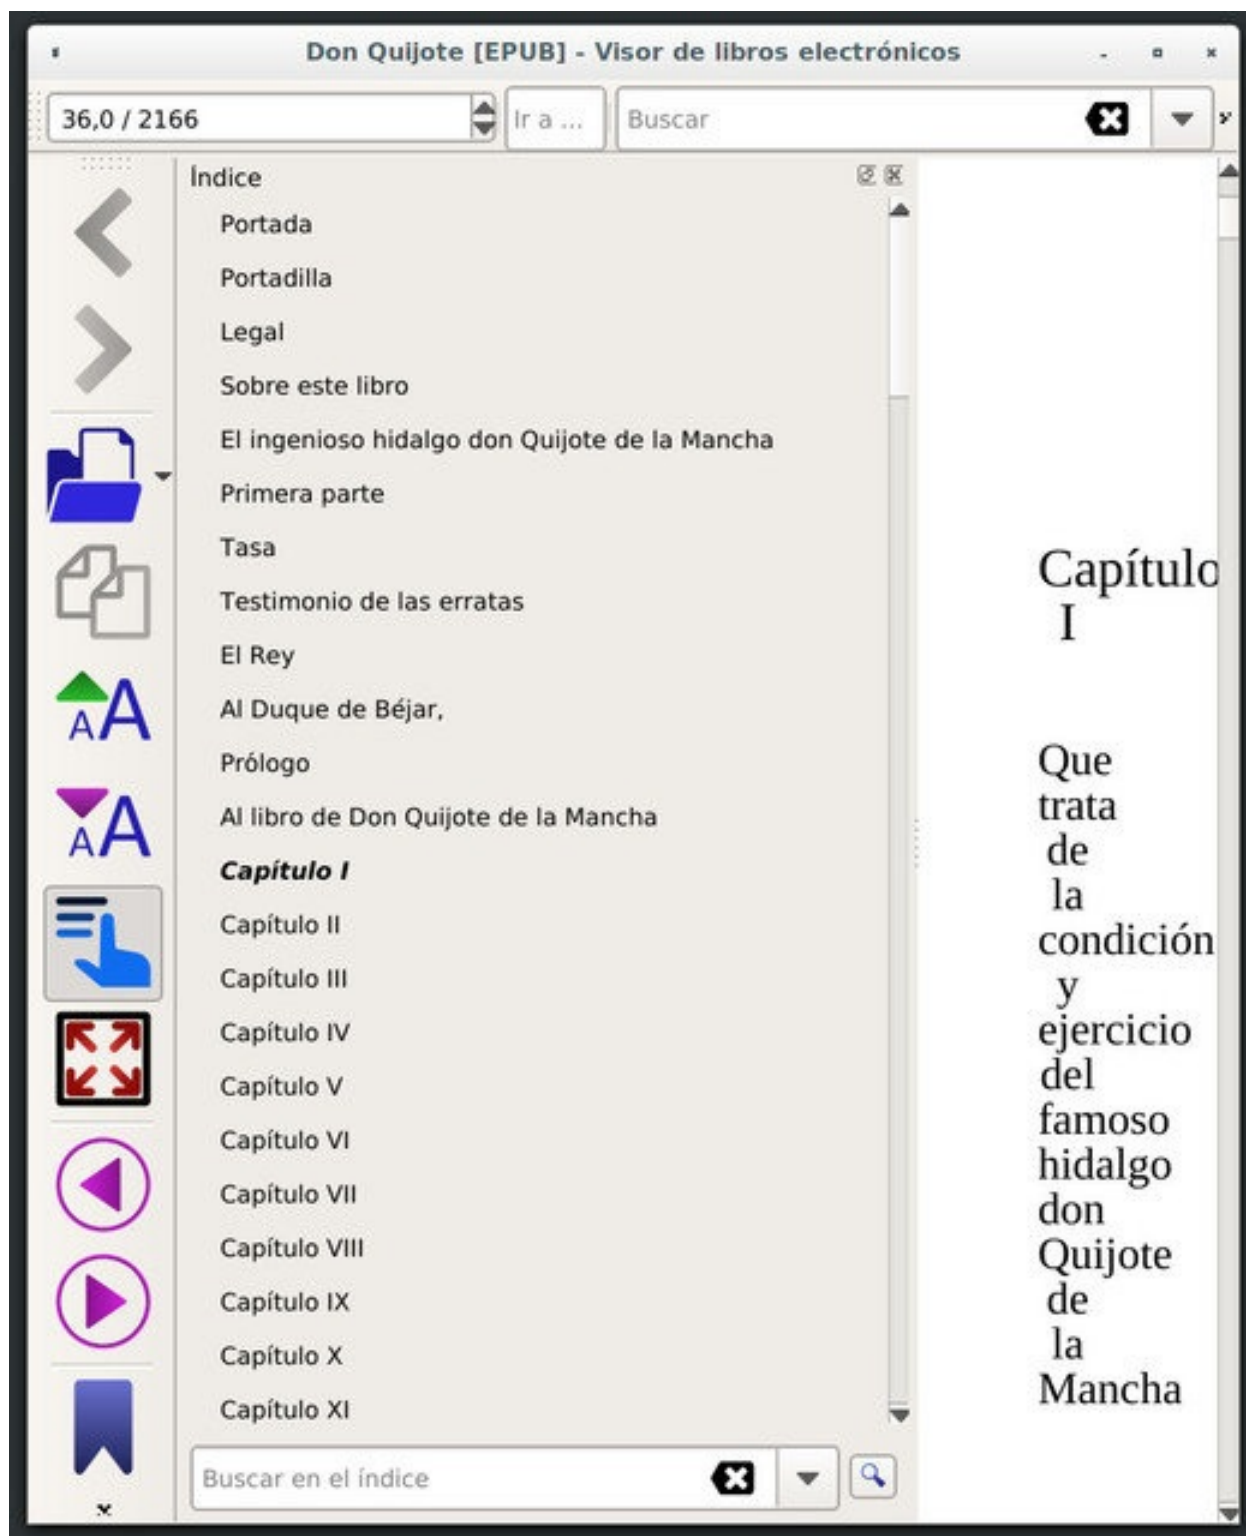 Don Quijote [EPUB] - Visor de libros electrónicos
36,0 / 2166
Ir a ...
Buscar
Índice
Portada
Portadilla
Legal
Sobre este libro
El ingenioso hidalgo don Quijote de la Mancha
Primera parte
Tasa
Testimonio de las erratas
El Rey
Al Duque de Béjar,
Prólogo
Al libro de Don Quijote de la Mancha
Capítulo I
Capítulo II
Capítulo III
Capítulo IV
Capítulo V
Capítulo VI
Capítulo VII
Capítulo VIII
Capítulo IX
Capítulo X
Capítulo XI
Buscar en el índice
AA
AA
Capítulo
I
Que
trata
de
la
condición
y
ejercicio
del
famoso
hidalgo
don
Quijote
de
la
Mancha